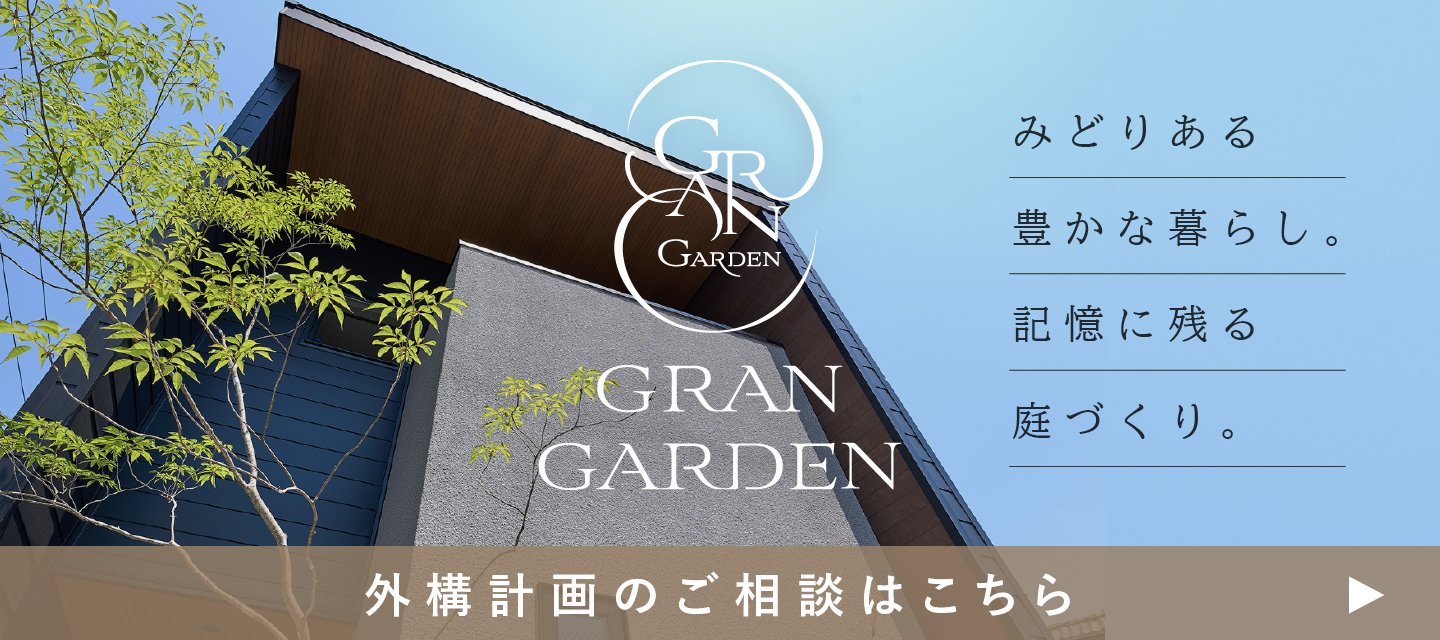 GRAN
GARDEN
GRAN
GARDEN
みどりある
豊かな暮らし。
記憶に残る
庭づくり。
外構計画のご相談はこちら